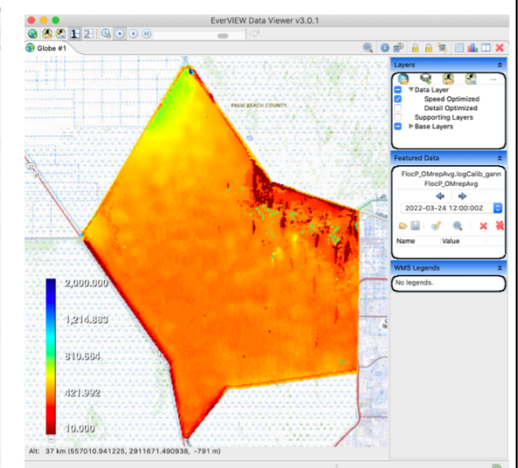 EverVIEW Data Viewer v3.0.1
Globe #1
PALM BEACH COUNTY
Layers
Data Layer
Speed Optimized
Detail Optimized
Supporting Layers
Base Layers
Featured Data
FlocP_OMrepAvg.logCalib_gann
FlocP_OMrepAvg
2022-03-24 12:00:00Z
Name Value
WMS Legends
No legends.
2,000.000
1,214.883
810.664
421.992
10.000
Alt: 37 km (557010.941225, 2911671.490938, -791 m)